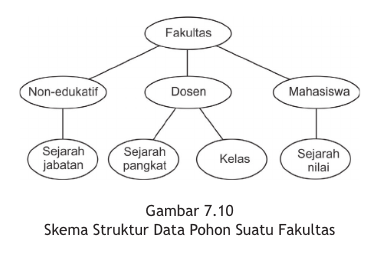 Fakultas
Non-edukatif
Dosen
Mahasiswa
Sejarah
jabatan
Sejarah
pangkat
Kelas
Sejarah
nilai
Gambar 7.10
Skema Struktur Data Pohon Suatu Fakultas